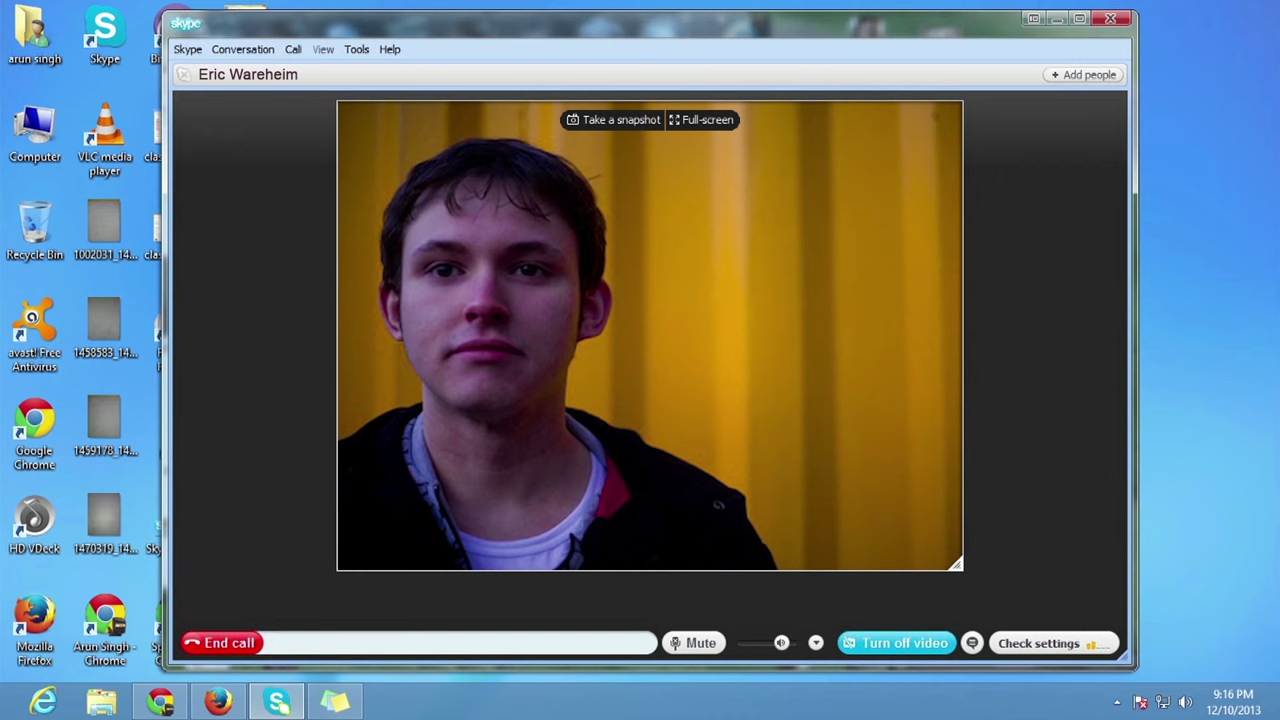 skype
Skype Conversation Call View Tools Help
Eric Wareheim
+ Add people
Take a snapshot
Full-screen
End call
Mute
Turn off video
Check settings
arun singh
Skype
Computer
VLC media
player
Recycle Bin
1002031_14...
avast! Free
Antivirus
1458583_14...
Google
Chrome
1459178_14...
HD VDeck
1470319_14...
Mozilla
Firefox
Arun Singh -
Chrome
9:16 PM
12/10/2013